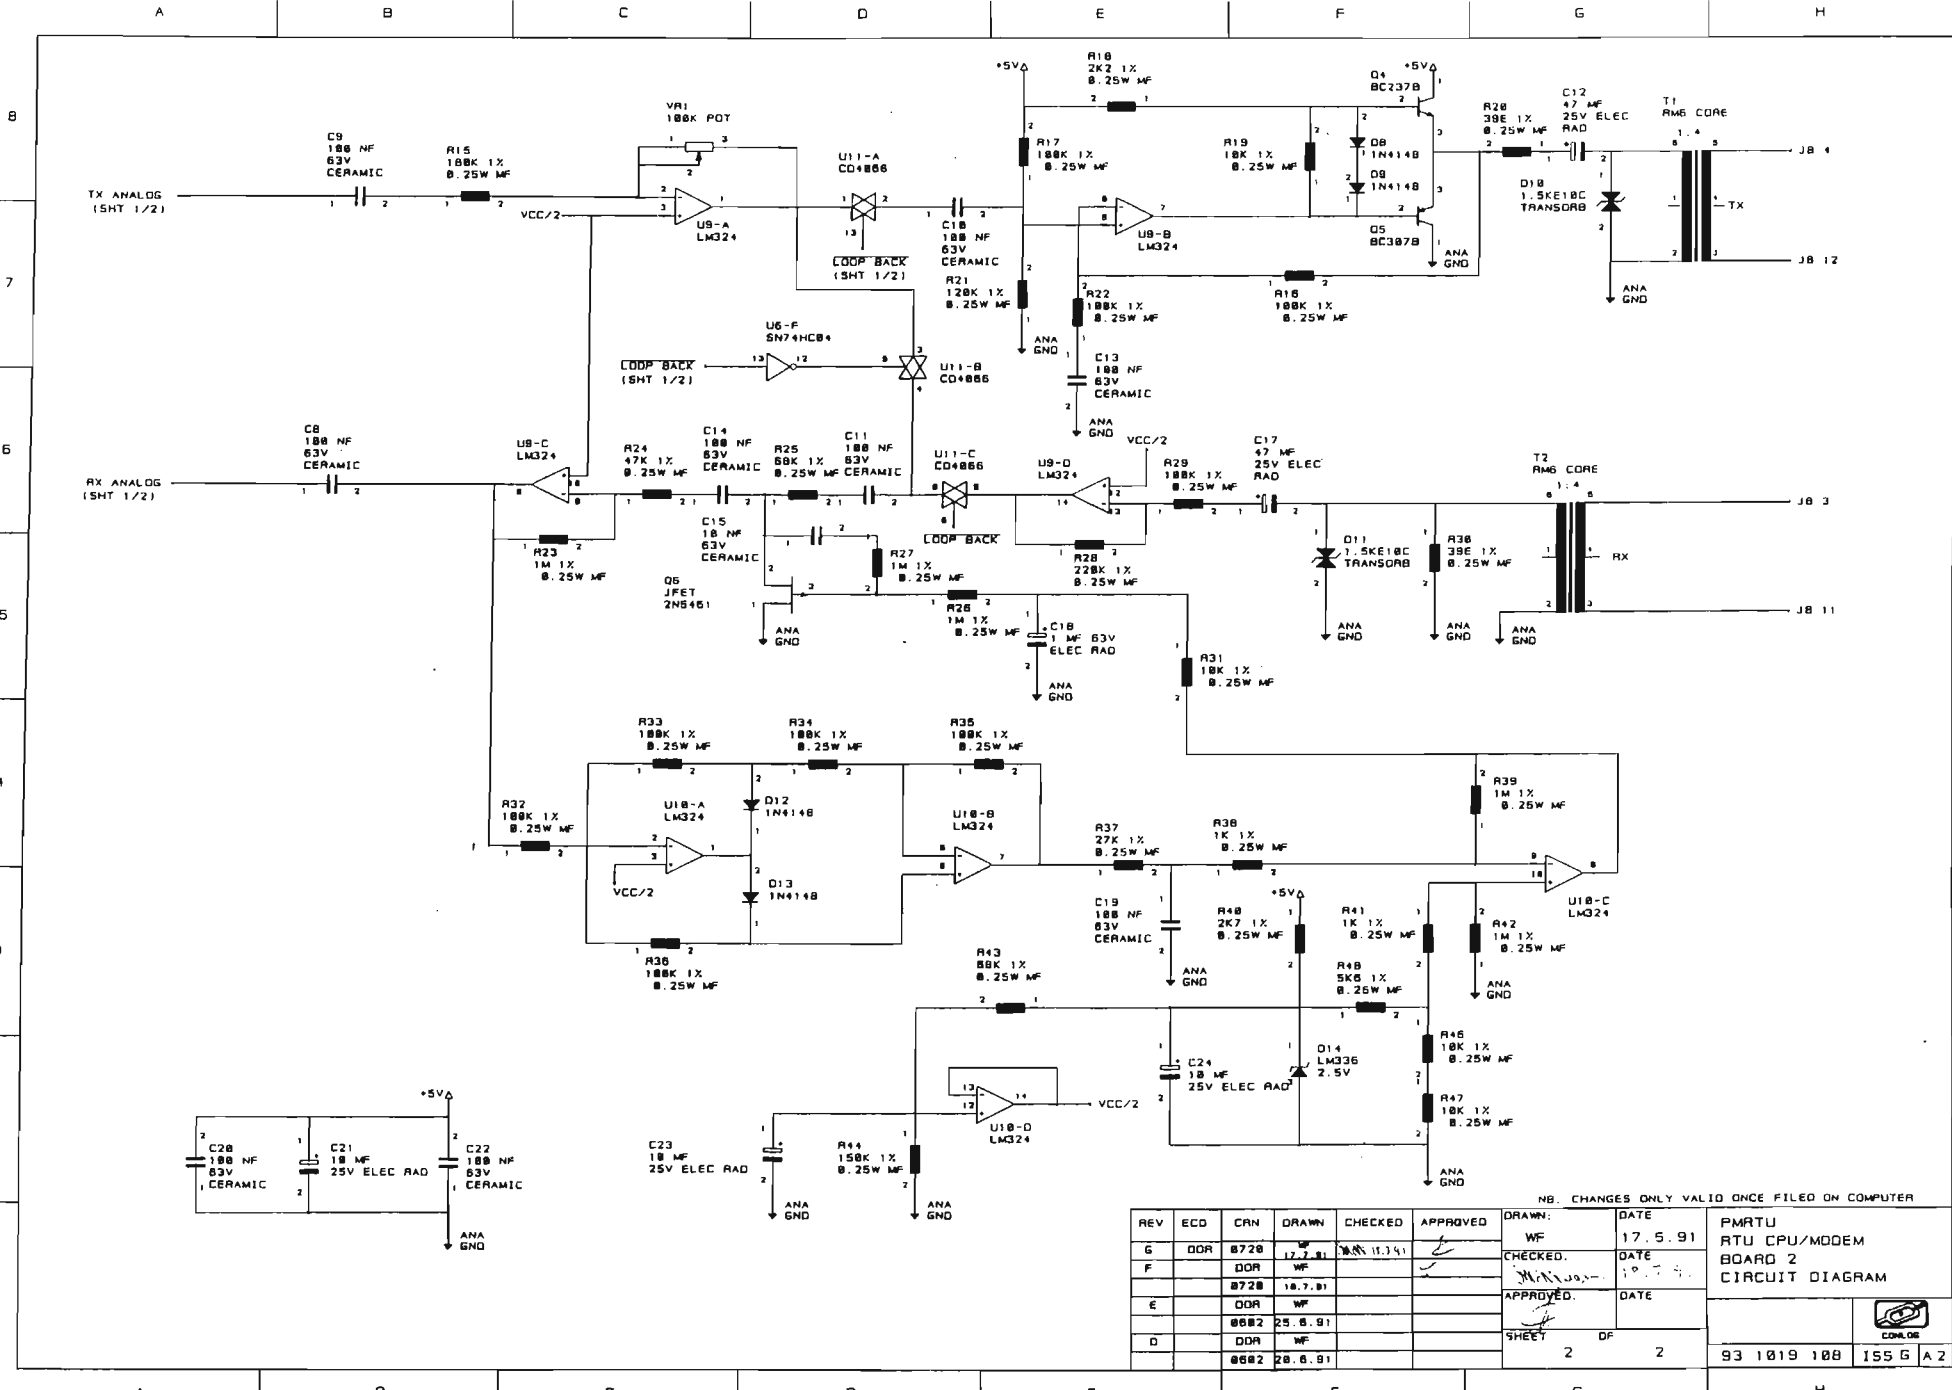 A B C D E F G H
8
7
6
5
4
3
TX ANALOG
(SHT 1/2)
C9
100 NF
63V
CERAMIC
R15
180K 1%
0.25W MF
VR1
100K POT
VCC/2
U9-A
LM324
U11-A
CD4066
LOOP BACK
(SHT 1/2)
C10
100 NF
63V
CERAMIC
+5V
R18
2K2 1%
0.25W MF
R17
100K 1%
0.25W MF
R21
120K 1%
0.25W MF
ANA
GND
U9-B
LM324
R22
100K 1%
0.25W MF
C13
100 NF
63V
CERAMIC
ANA
GND
R19
10K 1%
0.25W MF
D8
1N4148
D9
1N4148
Q4
BC237B
+5V
Q5
BC307B
ANA
GND
R16
100K 1%
0.25W MF
R20
39E 1%
0.25W MF
C12
47 MF
25V ELEC
RAD
D10
1.5KE10C
TRANSORB
ANA
GND
T1
RM6 CORE
1:4
TX
J8 4
J8 12
U6-F
SN74HC04
LOOP BACK
(SHT 1/2)
U11-B
CD4066
RX ANALOG
(SHT 1/2)
C8
100 NF
63V
CERAMIC
U9-C
LM324
R24
47K 1%
0.25W MF
C14
100 NF
63V
CERAMIC
R25
68K 1%
0.25W MF
C11
100 NF
63V
CERAMIC
U11-C
CD4066
LOOP BACK
U9-D
LM324
VCC/2
R29
100K 1%
0.25W MF
C17
47 MF
25V ELEC
RAD
T2
RM6 CORE
1:4
RX
J8 3
J8 11
R23
1M 1%
0.25W MF
C15
10 NF
63V
CERAMIC
R27
1M 1%
0.25W MF
R28
220K 1%
0.25W MF
D11
1.5KE10C
TRANSORB
R30
39E 1%
0.25W MF
ANA
GND
ANA
GND
ANA
GND
Q6
JFET
2N5461
ANA
GND
R26
1M 1%
0.25W MF
C18
1 MF 63V
ELEC RAD
ANA
GND
R31
10K 1%
0.25W MF
R33
100K 1%
0.25W MF
R34
100K 1%
0.25W MF
R35
100K 1%
0.25W MF
R32
100K 1%
0.25W MF
U10-A
LM324
VCC/2
D12
1N4148
D13
1N4148
R36
100K 1%
0.25W MF
U10-B
LM324
R37
27K 1%
0.25W MF
R38
1K 1%
0.25W MF
C19
100 NF
63V
CERAMIC
ANA
GND
R39
1M 1%
0.25W MF
U10-C
LM324
+5V
R40
2K7 1%
0.25W MF
R41
1K 1%
0.25W MF
R42
1M 1%
0.25W MF
ANA
GND
R43
68K 1%
0.25W MF
R48
5K6 1%
0.25W MF
C24
10 MF
25V ELEC RAD
D14
LM336
2.5V
R46
10K 1%
0.25W MF
R47
10K 1%
0.25W MF
ANA
GND
U10-D
LM324
VCC/2
C23
10 MF
25V ELEC RAD
ANA
GND
R44
150K 1%
0.25W MF
ANA
GND
+5V
C20
100 NF
63V
CERAMIC
C21
10 MF
25V ELEC RAD
C22
100 NF
63V
CERAMIC
ANA
GND
NB. CHANGES ONLY VALID ONCE FILED ON COMPUTER
REV ECO CRN DRAWN CHECKED APPROVED
G DOR 0720 WF 17.7.91
F DOR WF
0720 18.7.91
E DOR WF
0602 25.6.91
D DOR WF
0602 20.6.91
DRAWN: WF
DATE 17.5.91
CHECKED.
DATE
APPROVED.
DATE
SHEET 2 OF 2
PMRTU
RTU CPU/MODEM
BOARD 2
CIRCUIT DIAGRAM
CONLOG
93 1019 108 ISS G A2